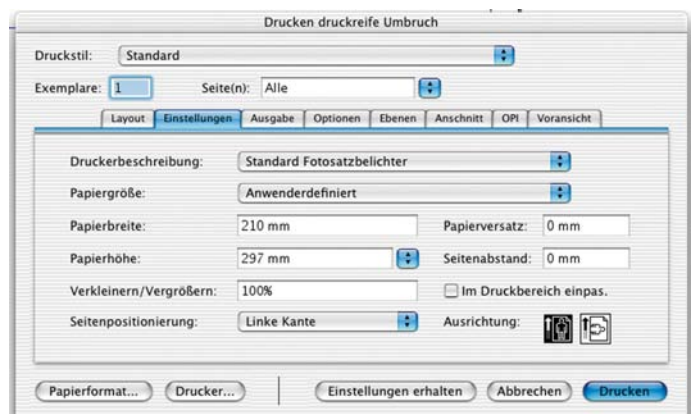 Drucken druckreife Umbruch
Druckstil: Standard
Exemplare: 1 Seite(n): Alle
Layout Einstellungen Ausgabe Optionen Ebenen Anschnitt OPI Voransicht
Druckerbeschreibung: Standard Fotosatzbelichter
Papiergröße: Anwenderdefiniert
Papierbreite: 210 mm Papierversatz: 0 mm
Papierhöhe: 297 mm Seitenabstand: 0 mm
Verkleinern/Vergrößern: 100% Im Druckbereich einpas.
Seitenpositionierung: Linke Kante Ausrichtung:
Papierformat... Drucker... Einstellungen erhalten Abbrechen Drucken